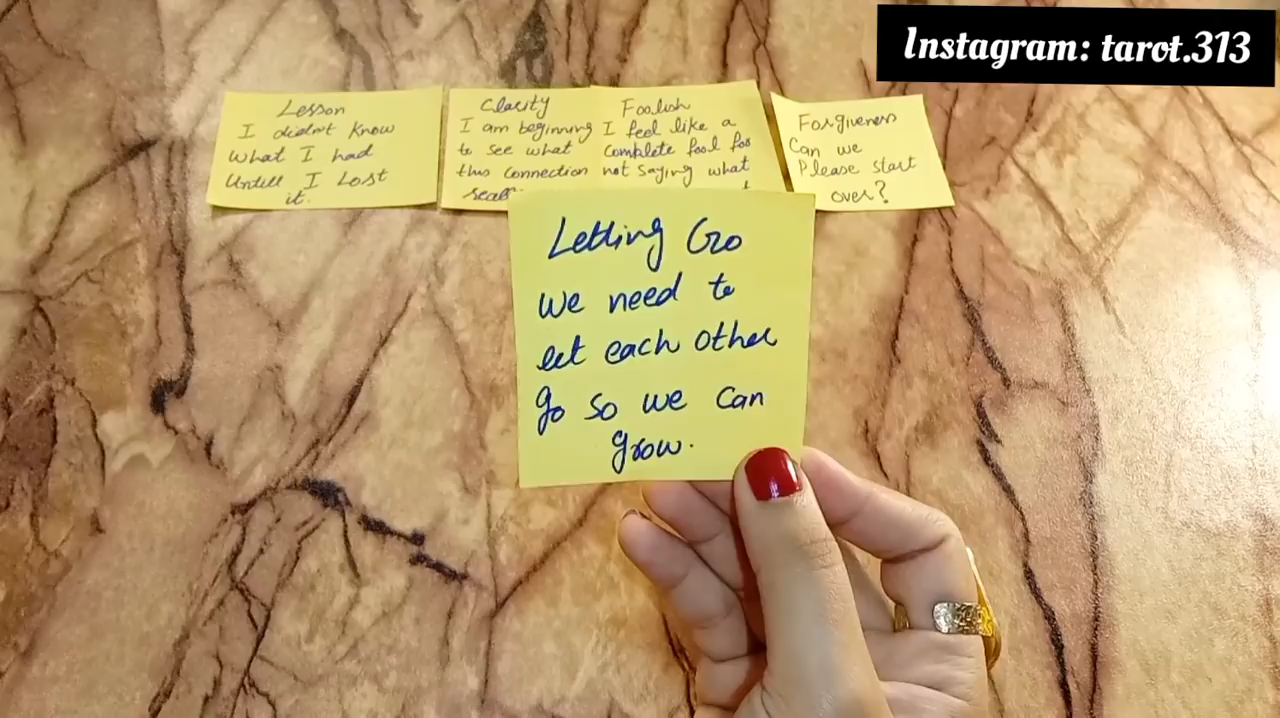 Instagram: tarot.313
Lesson
I didn't know
What I had
Untill I Lost
it.
Clarity
I am beginning
to see what
this connection
Foolish
I feel like a
Complete fool for
not saying what
Forgiveness
Can we
Please start
over?
Letting Go
We need to
let each other
go so we can
grow.